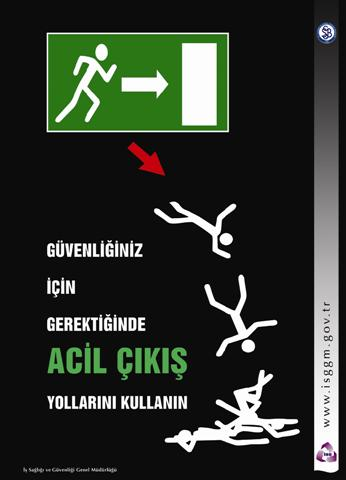 GÜVENLİĞİNİZ
İÇİN
GEREKTİĞİNDE
ACİL ÇIKIŞ
YOLLARINI KULLANIN
www.isggm.gov.tr
İş Sağlığı ve Güvenliği Genel Müdürlüğü